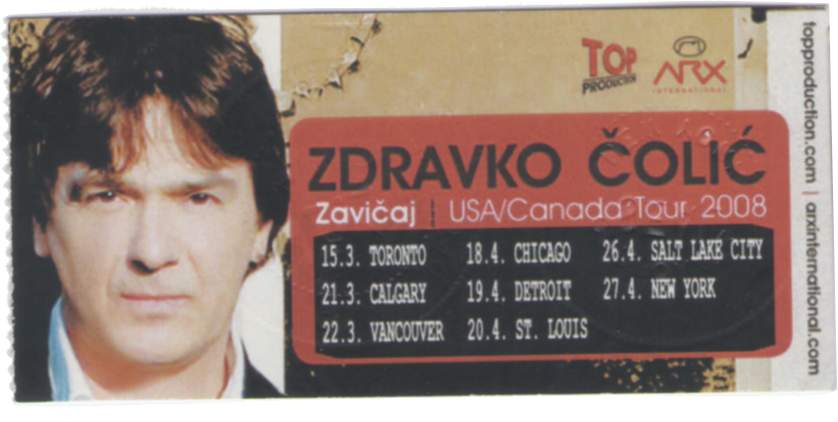 TOP
PRODUCTION
ARX
INTERNATIONAL
ZDRAVKO ČOLIĆ
Zavičaj | USA/Canada Tour 2008
15.3. TORONTO
21.3. CALGARY
22.3. VANCOUVER
18.4. CHICAGO
19.4. DETROIT
20.4. ST. LOUIS
26.4. SALT LAKE CITY
27.4. NEW YORK
topproduction.com | arxinternational.com